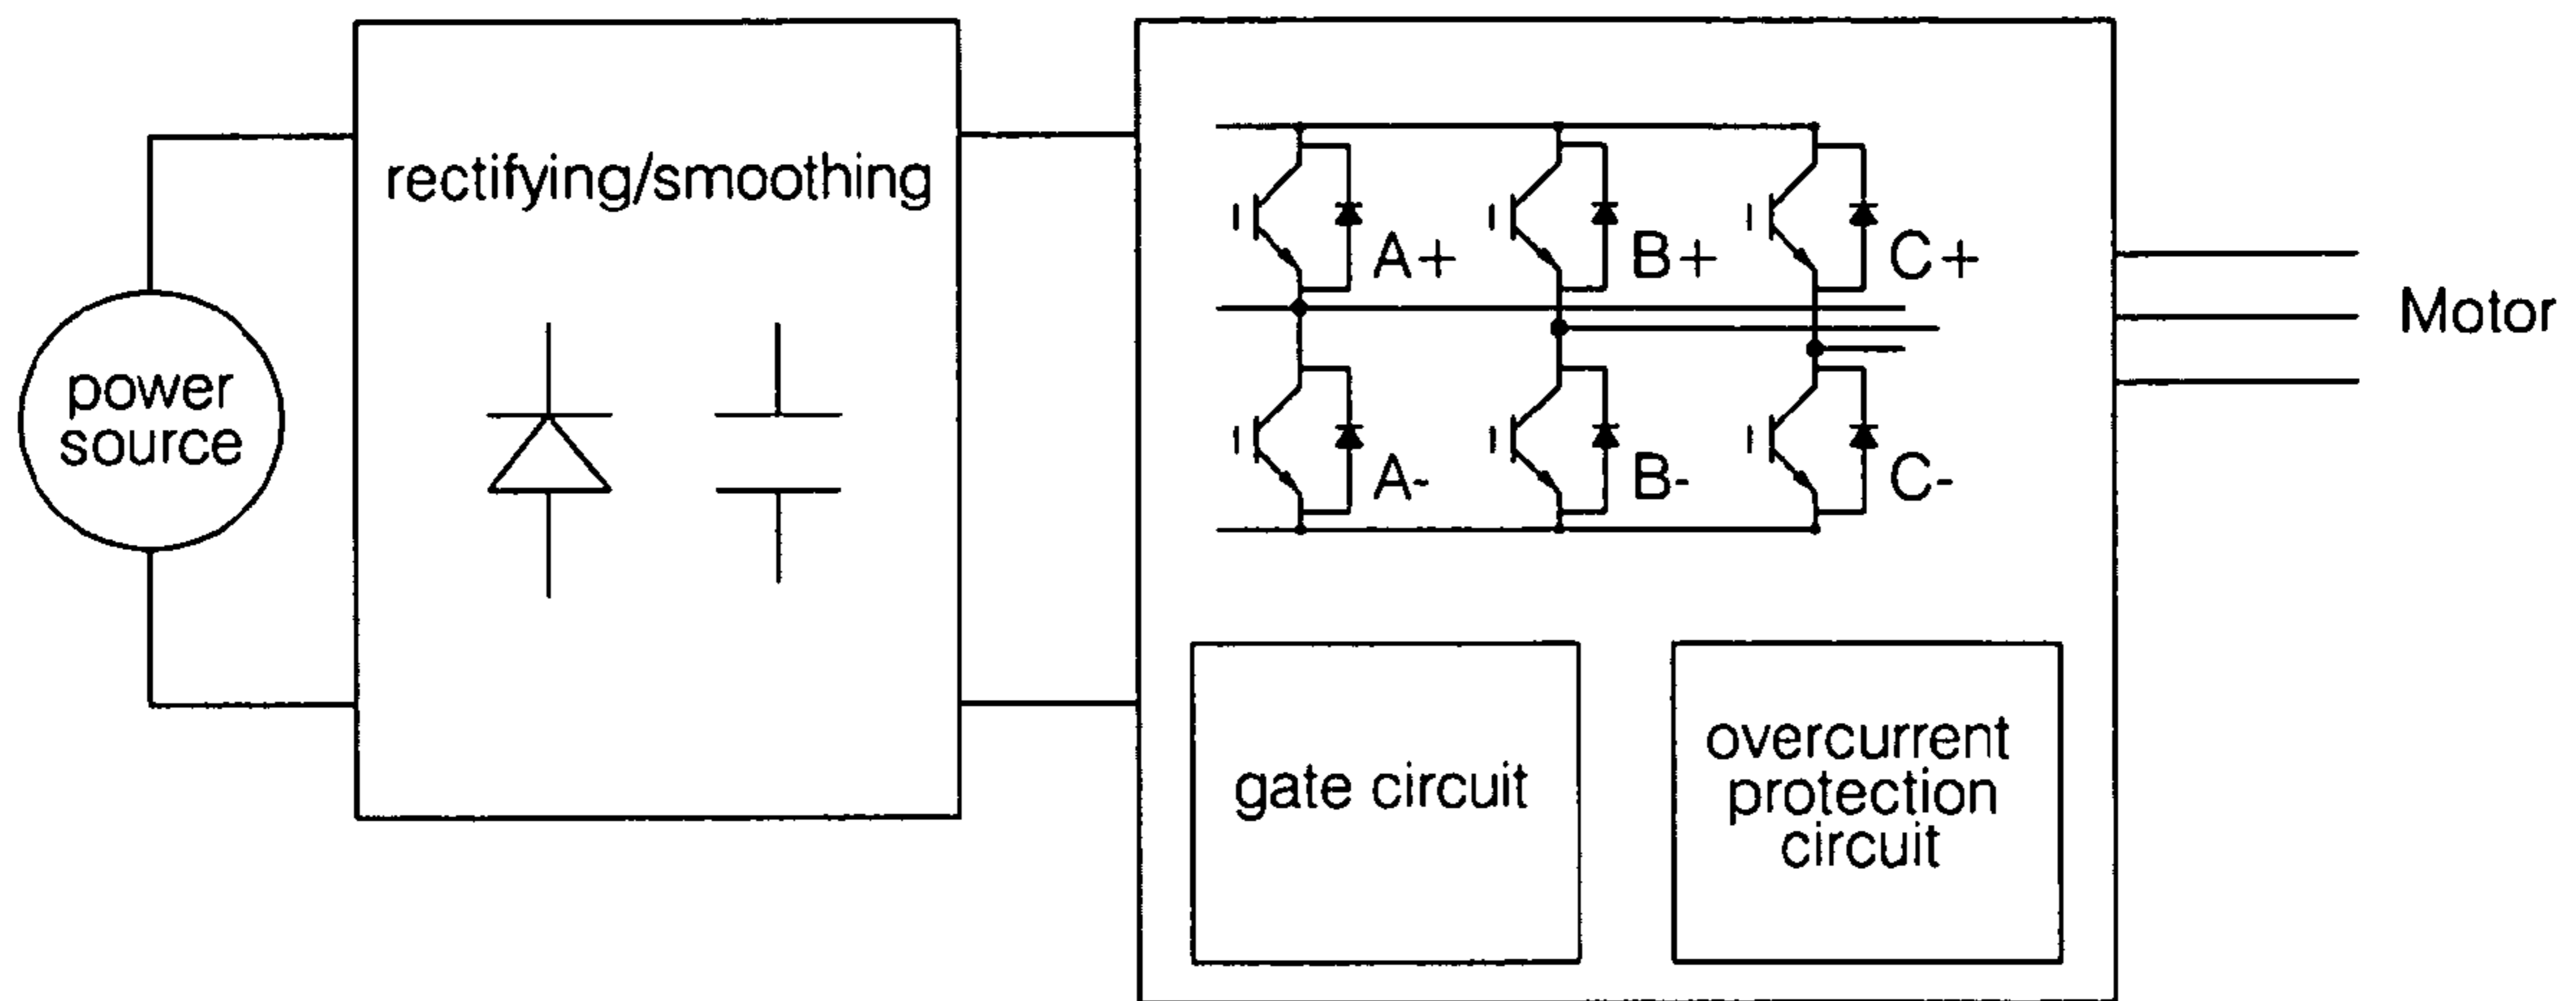 power
source
rectifying/smoothing
A+
B+
C+
A-
B-
C-
gate circuit
overcurrent
protection
circuit
Motor